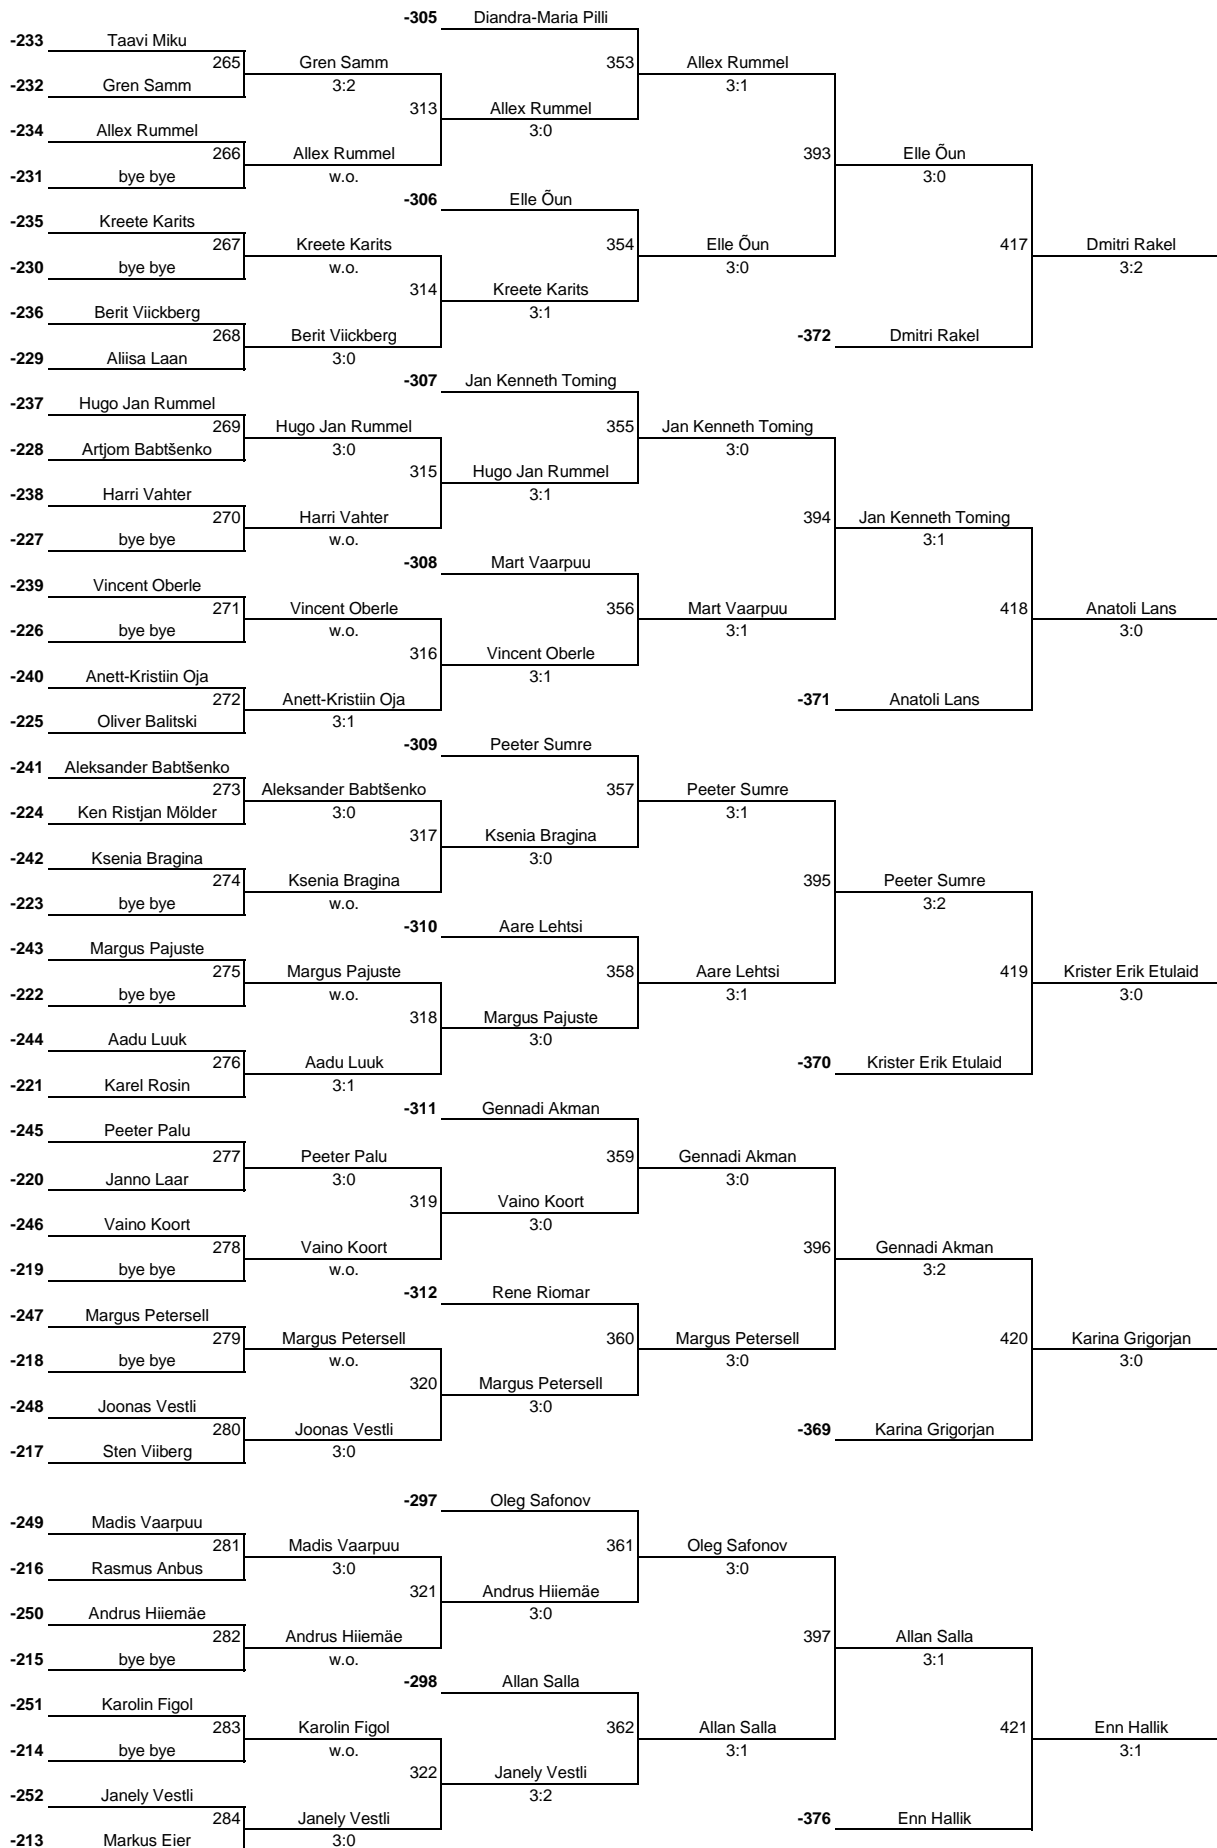 -305 Diandra-Maria Pilli
-233 Taavi Miku
265 Gren Samm 353 Allex Rummel
-232 Gren Samm 3:2 3:1
313 Allex Rummel
-234 Allex Rummel 3:0
266 Allex Rummel 393 Elle Õun
-231 bye bye w.o. 3:0
-306 Elle Õun
-235 Kreete Karits
267 Kreete Karits 354 Elle Õun 417 Dmitri Rakel
-230 bye bye w.o. 3:0 3:2
314 Kreete Karits
-236 Berit Viickberg 3:1
268 Berit Viickberg -372 Dmitri Rakel
-229 Aliisa Laan 3:0
-307 Jan Kenneth Toming
-237 Hugo Jan Rummel
269 Hugo Jan Rummel 355 Jan Kenneth Toming
-228 Artjom Babtšenko 3:0 3:0
315 Hugo Jan Rummel
-238 Harri Vahter 3:1
270 Harri Vahter 394 Jan Kenneth Toming
-227 bye bye w.o. 3:1
-308 Mart Vaarpuu
-239 Vincent Oberle
271 Vincent Oberle 356 Mart Vaarpuu 418 Anatoli Lans
-226 bye bye w.o. 3:1 3:0
316 Vincent Oberle
-240 Anett-Kristiin Oja 3:1
272 Anett-Kristiin Oja -371 Anatoli Lans
-225 Oliver Balitski 3:1
-309 Peeter Sumre
-241 Aleksander Babtšenko
273 Aleksander Babtšenko 357 Peeter Sumre
-224 Ken Ristjan Mölder 3:0 3:1
317 Ksenia Bragina
-242 Ksenia Bragina 3:0
274 Ksenia Bragina 395 Peeter Sumre
-223 bye bye w.o. 3:2
-310 Aare Lehtsi
-243 Margus Pajuste
275 Margus Pajuste 358 Aare Lehtsi 419 Krister Erik Etulaid
-222 bye bye w.o. 3:1 3:0
318 Margus Pajuste
-244 Aadu Luuk 3:0
276 Aadu Luuk -370 Krister Erik Etulaid
-221 Karel Rosin 3:1
-311 Gennadi Akman
-245 Peeter Palu
277 Peeter Palu 359 Gennadi Akman
-220 Janno Laar 3:0 3:0
319 Vaino Koort
-246 Vaino Koort 3:0
278 Vaino Koort 396 Gennadi Akman
-219 bye bye w.o. 3:2
-312 Rene Riomar
-247 Margus Petersell
279 Margus Petersell 360 Margus Petersell 420 Karina Grigorjan
-218 bye bye w.o. 3:0 3:0
320 Margus Petersell
-248 Joonas Vestli 3:0
280 Joonas Vestli -369 Karina Grigorjan
-217 Sten Viiberg 3:0
-297 Oleg Safonov
-249 Madis Vaarpuu
281 Madis Vaarpuu 361 Oleg Safonov
-216 Rasmus Anbus 3:0 3:0
321 Andrus Hiiemäe
-250 Andrus Hiiemäe 3:0
282 Andrus Hiiemäe 397 Allan Salla
-215 bye bye w.o. 3:1
-298 Allan Salla
-251 Karolin Figol
283 Karolin Figol 362 Allan Salla 421 Enn Hallik
-214 bye bye w.o. 3:1 3:1
322 Janely Vestli
-252 Janely Vestli 3:2
284 Janely Vestli -376 Enn Hallik
-213 Markus Eier 3:0